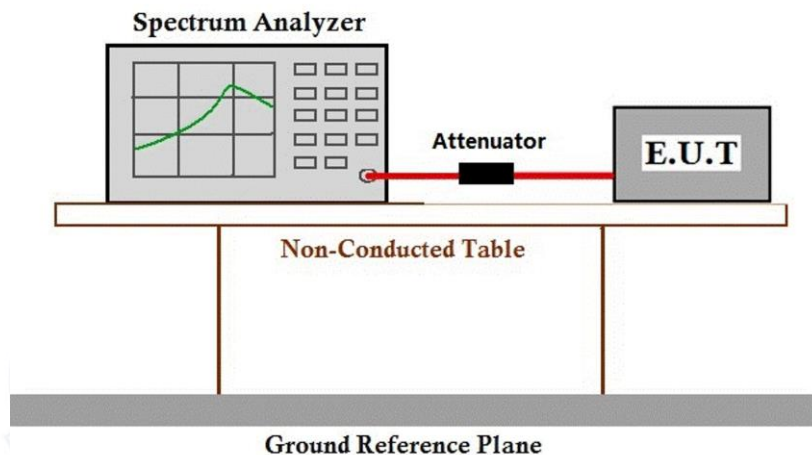 Spectrum Analyzer
Attenuator
E.U.T
Non-Conducted Table
Ground Reference Plane